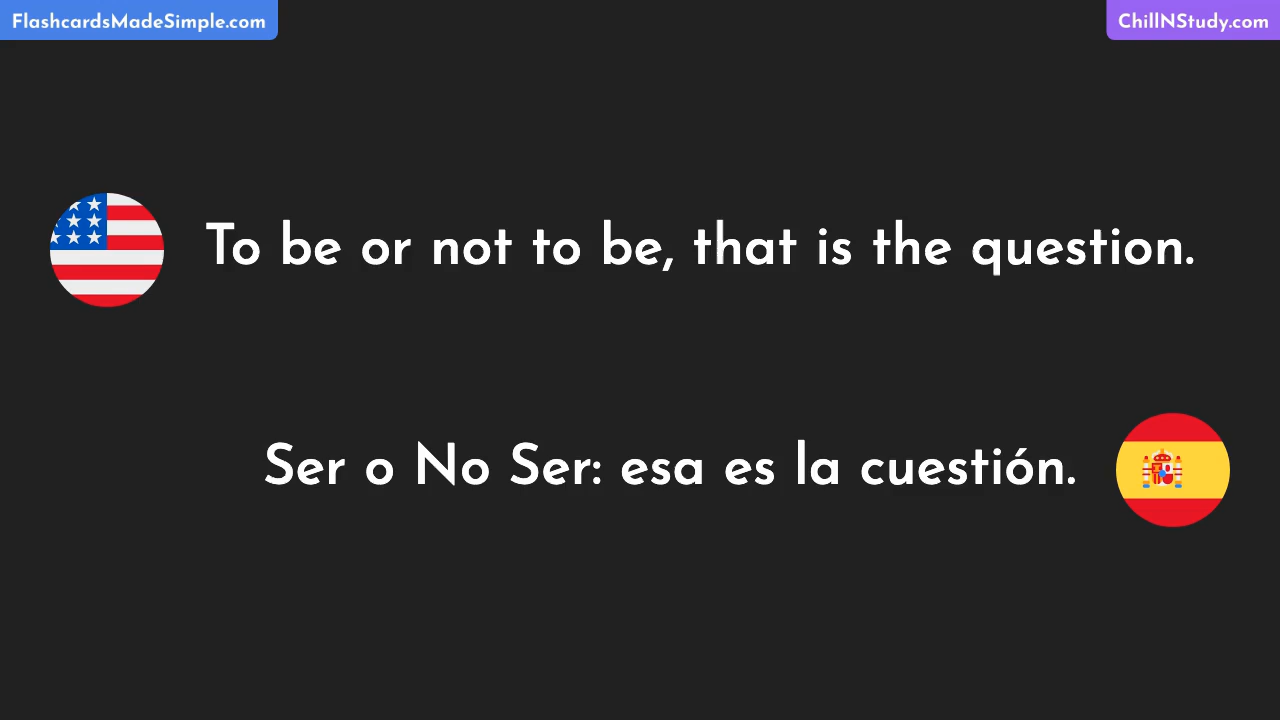 FlashcardsMadeSimple.com
ChillNStudy.com
To be or not to be, that is the question.
Ser o No Ser: esa es la cuestión.